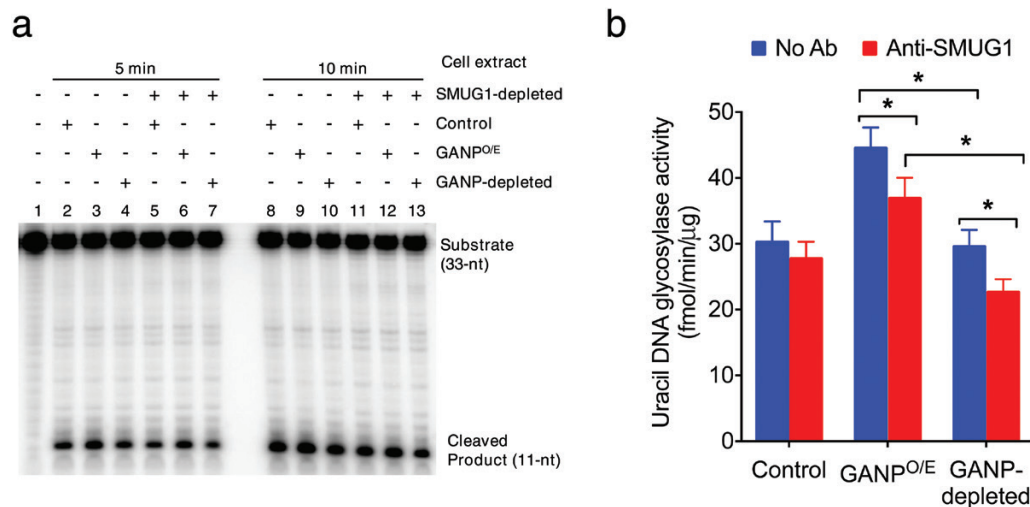 a
5 min 10 min Cell extract
- - - - + + + - - - + + + SMUG1-depleted
- + - - + - - + - - + - - Control
- - + - - + - - + - - + - GANP^O/E
- - - + - - + - - + - - + GANP-depleted
1 2 3 4 5 6 7 8 9 10 11 12 13
Substrate
(33-nt)
Cleaved
Product (11-nt)
b
No Ab Anti-SMUG1
* * * *
Uracil DNA glycosylase activity
(fmol/min/μg)
50
40
30
20
10
0
Control GANP^O/E GANP-
depleted